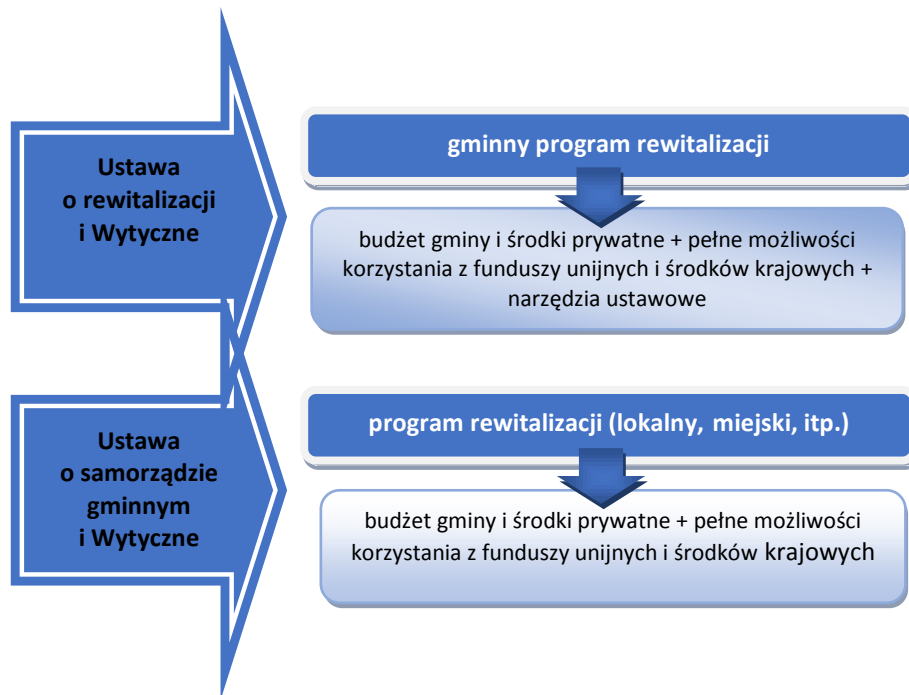 Ustawa
o rewitalizacji
i Wytyczne
gminny program rewitalizacji
budżet gminy i środki prywatne + pełne możliwości
korzystania z funduszy unijnych i środków krajowych +
narzędzia ustawowe
Ustawa
o samorządzie
gminnym
i Wytyczne
program rewitalizacji (lokalny, miejski, itp.)
budżet gminy i środki prywatne + pełne możliwości
korzystania z funduszy unijnych i środków krajowych